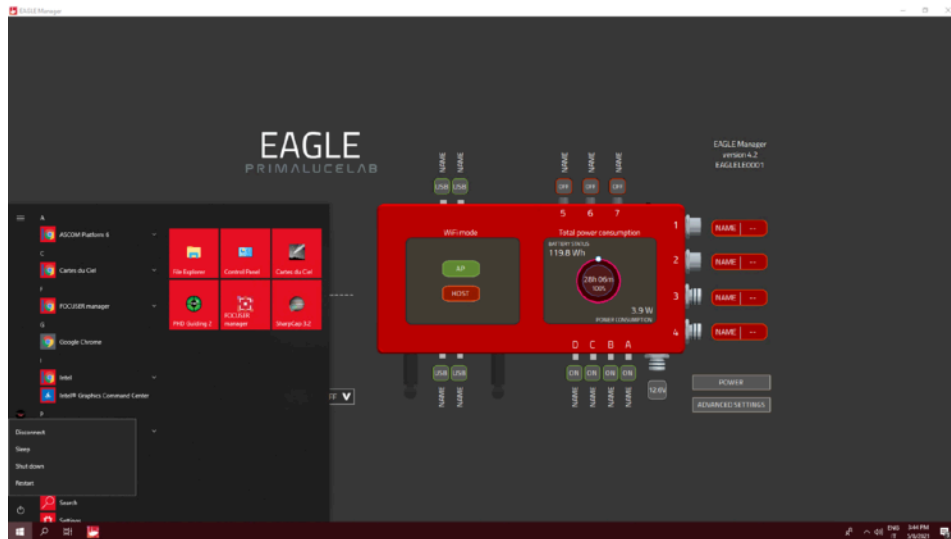 EAGLE Manager
EAGLE
PRIMALUCELAB
EAGLE Manager
version 4.2
NAME
NAME
USB
USB
NAME
NAME
NAME
OFF
OFF
OFF
5
6
7
WiFi mode
AP
HOST
Total power consumption
BATTERY STATUS
119.8 Wh
28h 06m
100%
3.9 W
POWER CONSUMPTION
1
NAME --
2
NAME --
3
NAME --
4
NAME --
D
C
B
A
USB
USB
ON
ON
ON
ON
12.6V
NAME
NAME
NAME
NAME
NAME
NAME
POWER
ADVANCED SETTINGS
A
ASCOM Platform 6
C
Cartes du Ciel
F
FOCUSER manager
G
Google Chrome
I
Intel
Intel® Graphics Command Center
P
Disconnect
Sleep
Shut down
Restart
Search
Settings
File Explorer
Control Panel
Cartes du Ciel
PHD Guiding 2
FOCUSER manager
SharpCap 3.2
FF V
ENG
IT
3:44 PM
5/6/2021